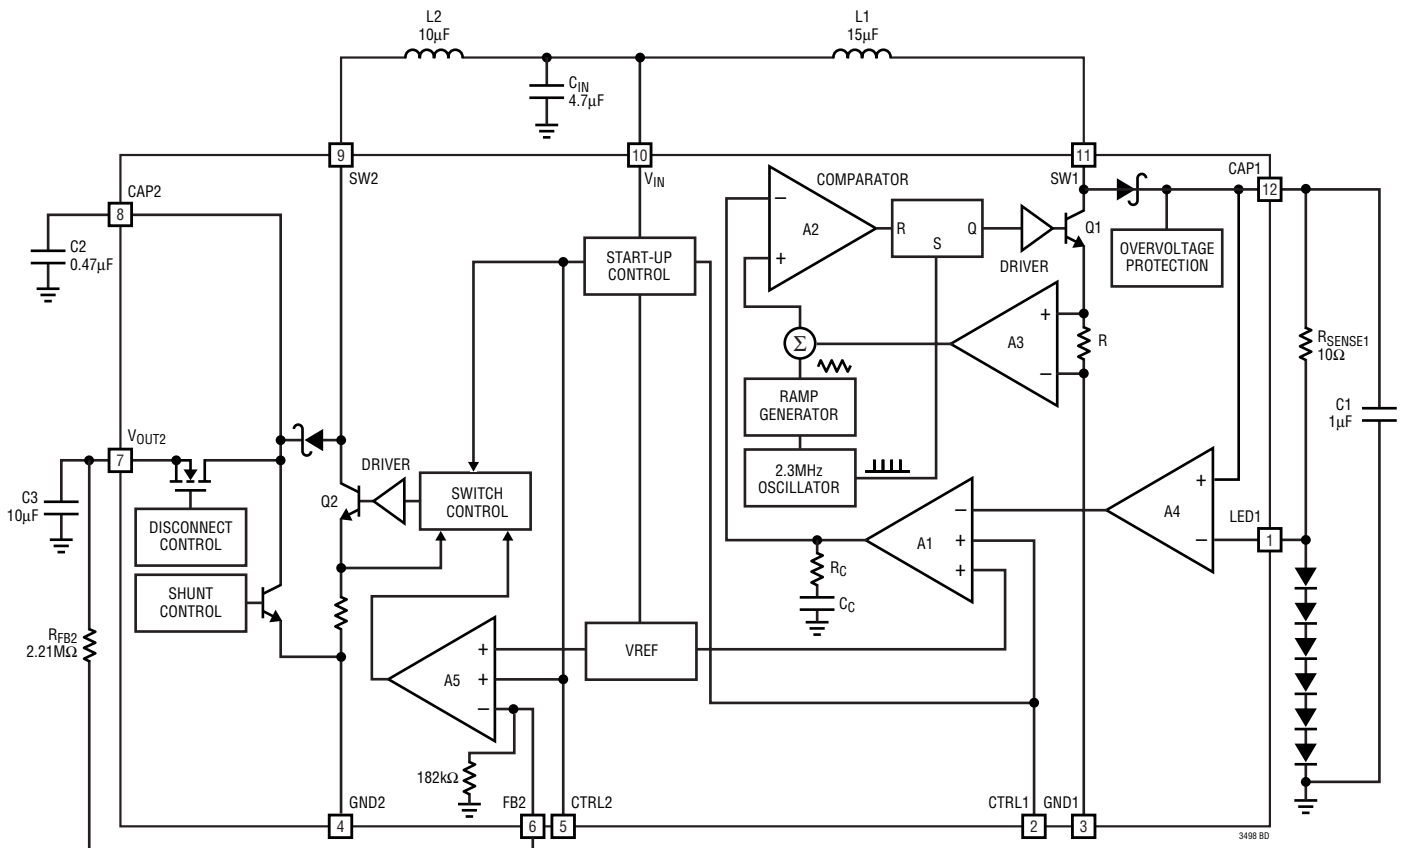 L2
10µF
L1
15µF
CIN
4.7µF
9
10
11
SW2
VIN
SW1
CAP1
12
CAP2
8
C2
0.47µF
COMPARATOR
–
+
A2
R
S
Q
DRIVER
Q1
OVERVOLTAGE
PROTECTION
START-UP
CONTROL
Σ
+
–
A3
R
RSENSE1
10Ω
C1
1µF
RAMP
GENERATOR
2.3MHz
OSCILLATOR
VOUT2
7
C3
10µF
DISCONNECT
CONTROL
SHUNT
CONTROL
DRIVER
Q2
SWITCH
CONTROL
A1
–
+
+
RC
CC
A4
+
–
LED1
1
RFB2
2.21MΩ
A5
+
+
–
VREF
182kΩ
GND2
FB2
CTRL2
CTRL1
GND1
4
6
5
2
3
3498 BD